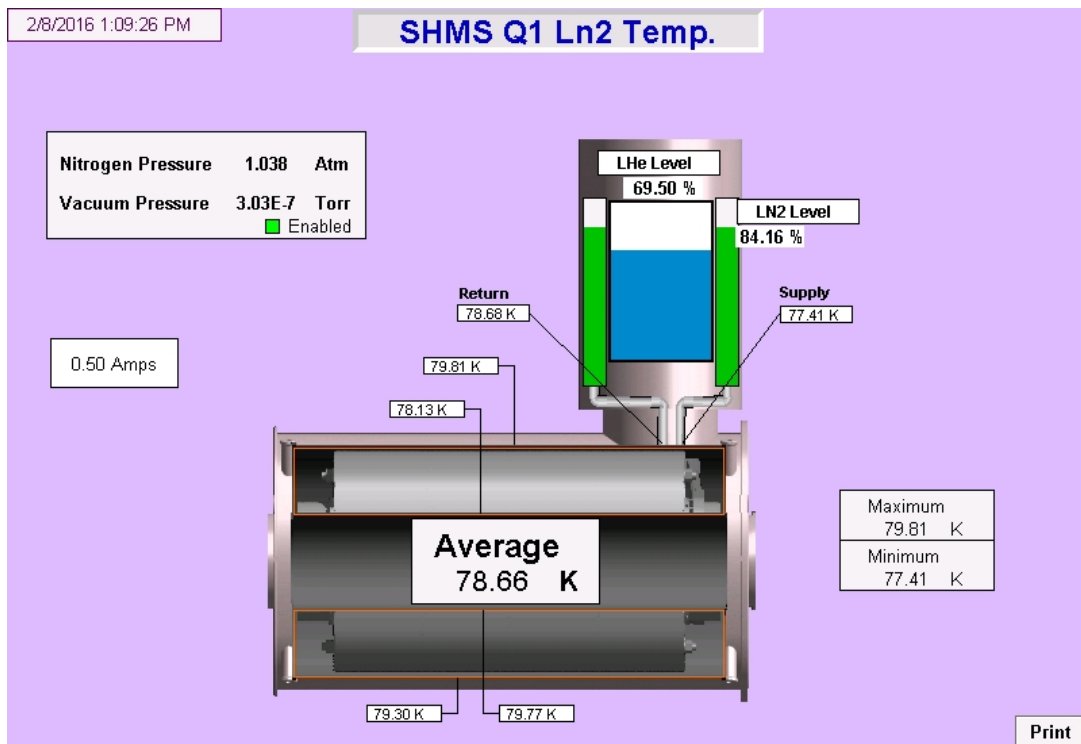 2/8/2016 1:09:26 PM
SHMS Q1 Ln2 Temp.
Nitrogen Pressure 1.038 Atm
Vacuum Pressure 3.03E-7 Torr
Enabled
LHe Level
69.50 %
LN2 Level
84.16 %
Return
78.68 K
Supply
77.41 K
0.50 Amps
79.81 K
78.13 K
Average
78.66 K
Maximum
79.81 K
Minimum
77.41 K
79.30 K
79.77 K
Print